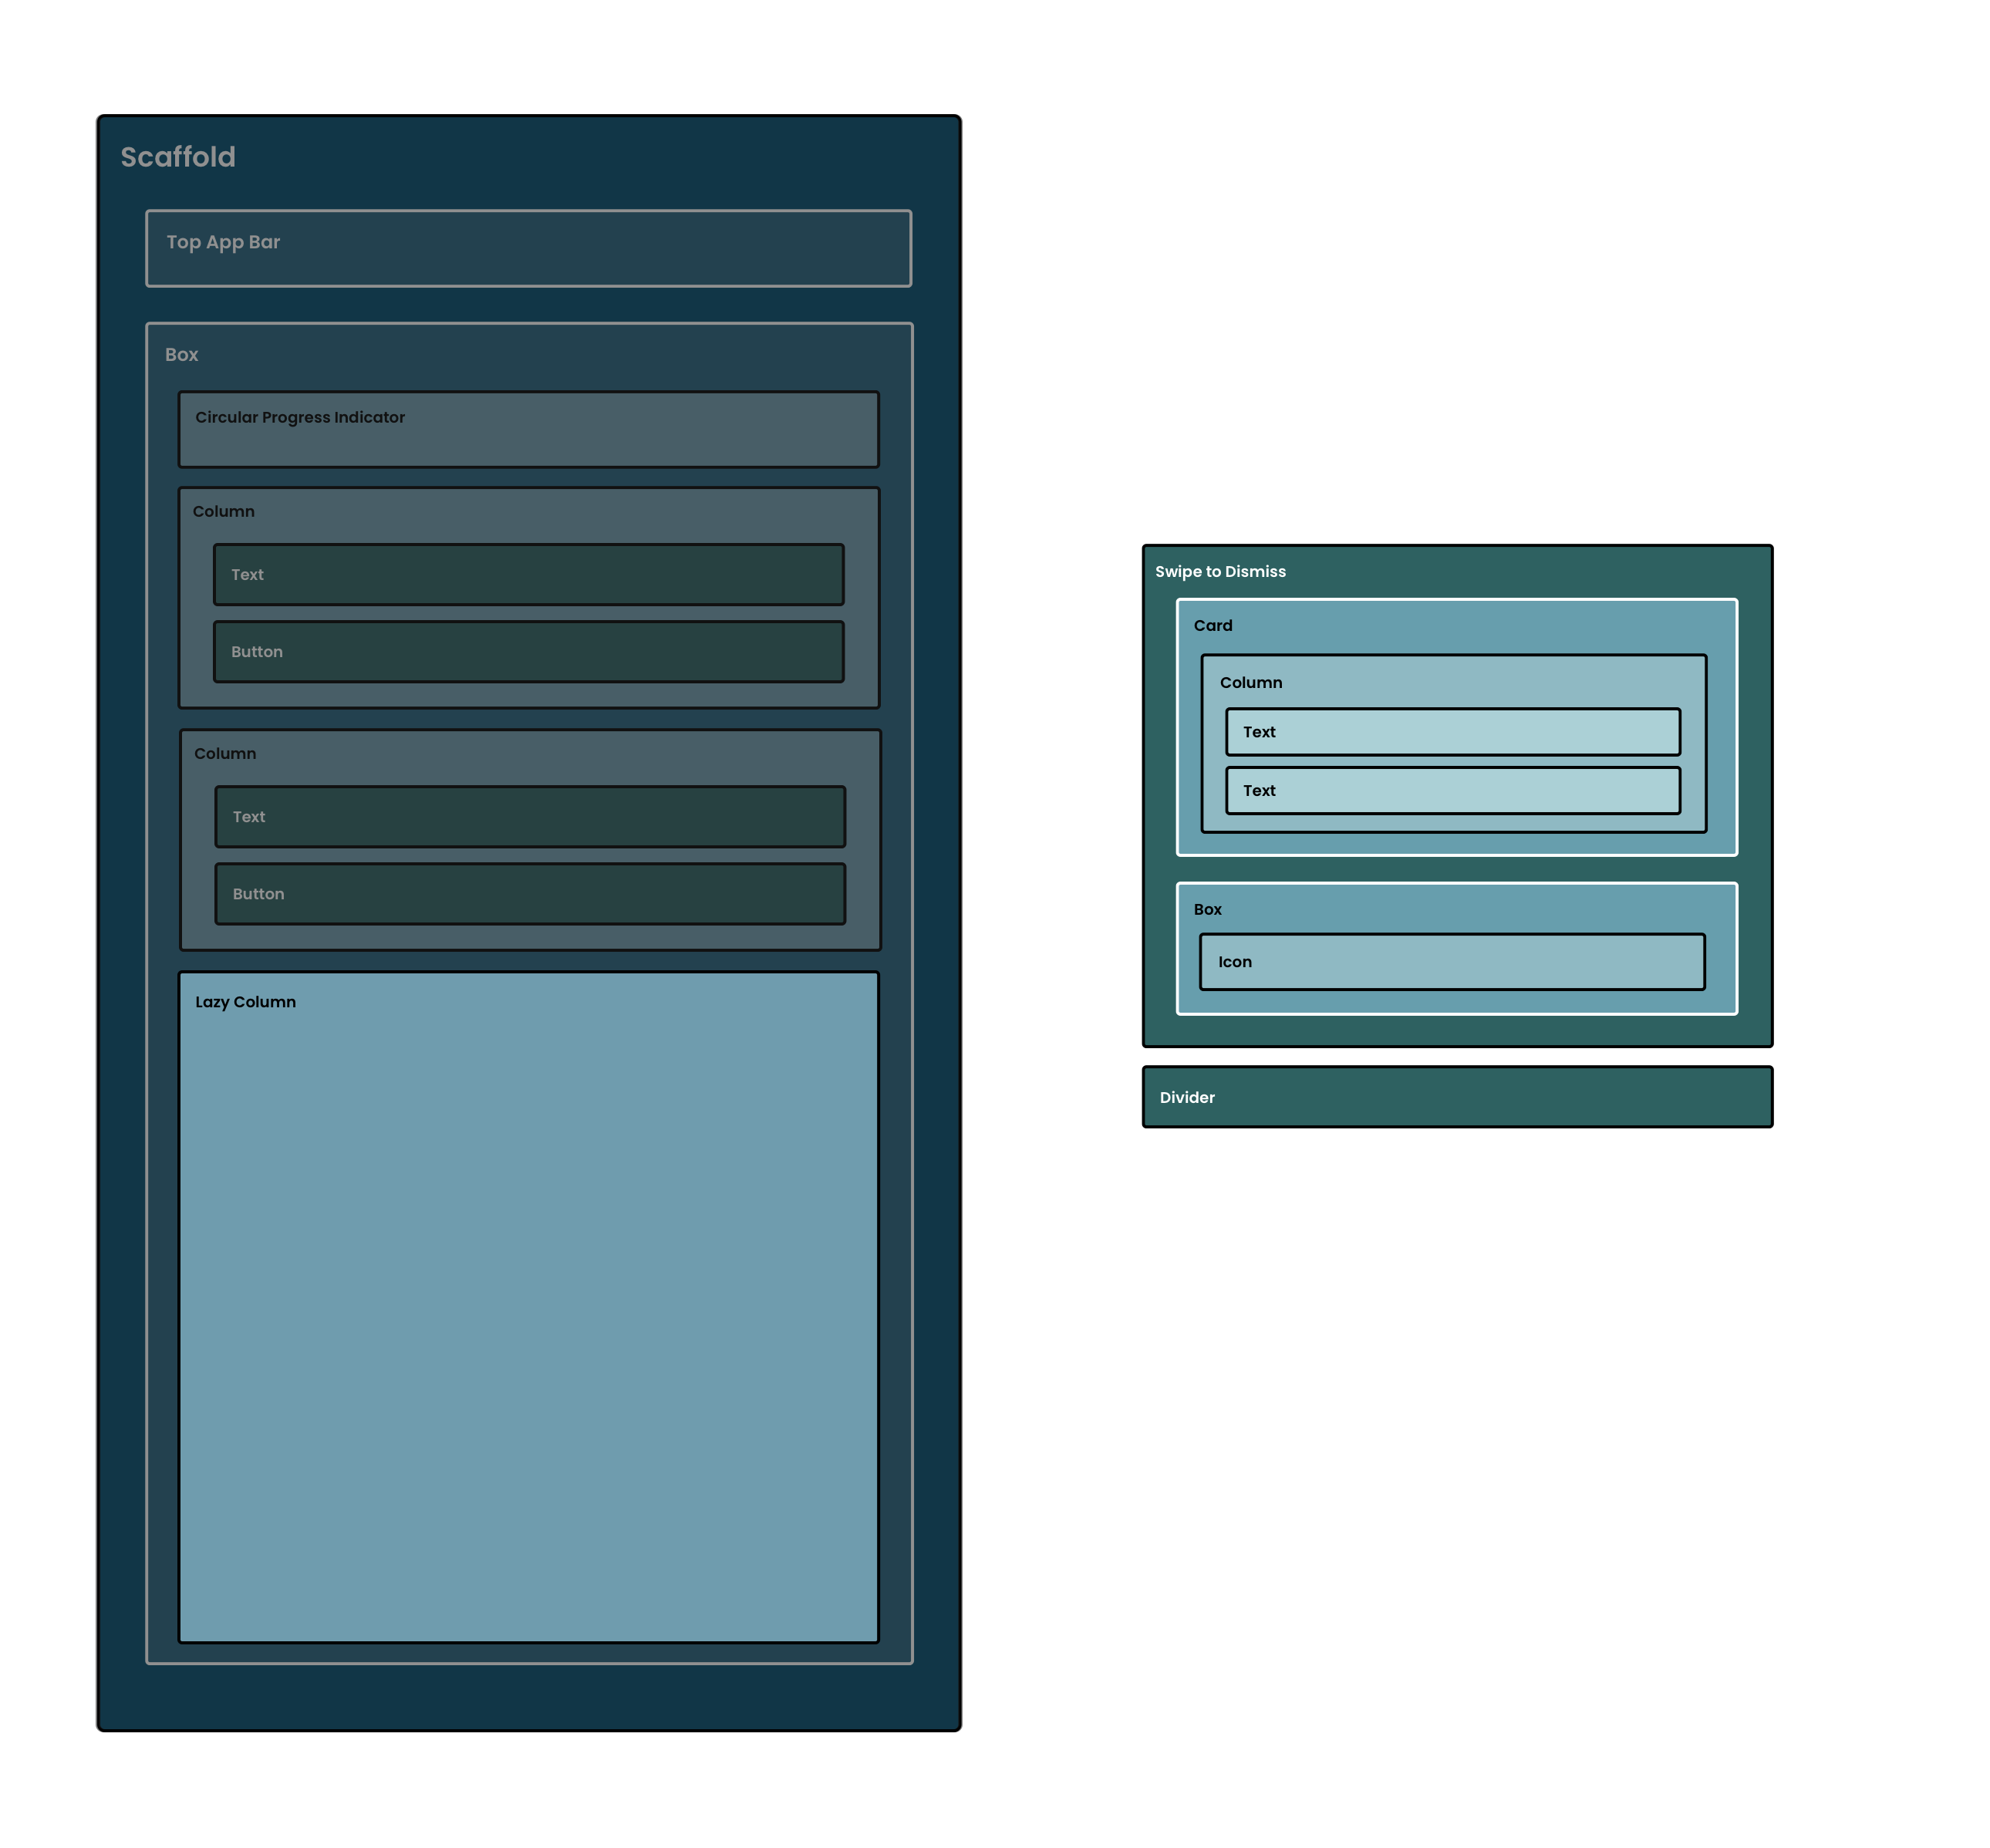 Scaffold
Top App Bar
Box
Circular Progress Indicator
Column
Text
Button
Column
Text
Button
Lazy Column
Swipe to Dismiss
Card
Column
Text
Text
Box
Icon
Divider